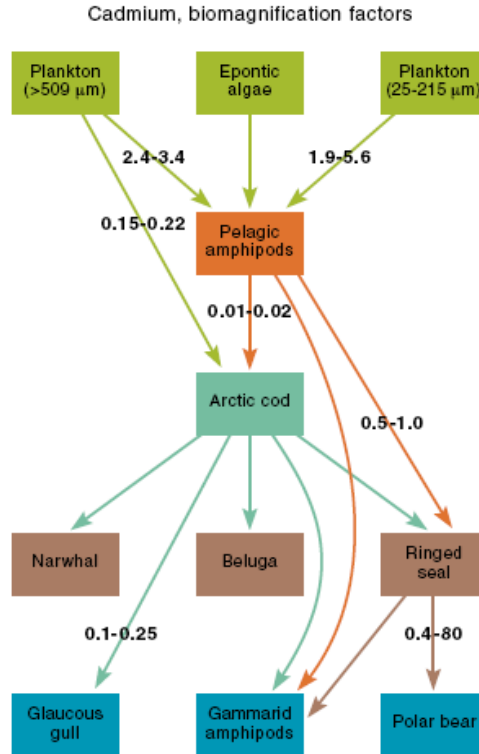 Cadmium, biomagnification factors
Plankton
(>509 μm)
Epontic
algae
Plankton
(25-215 μm)
2.4-3.4
1.9-5.6
0.15-0.22
Pelagic
amphipods
0.01-0.02
Arctic cod
0.5-1.0
Narwhal
Beluga
Ringed
seal
0.1-0.25
0.4-80
Glaucous
gull
Gammarid
amphipods
Polar bear